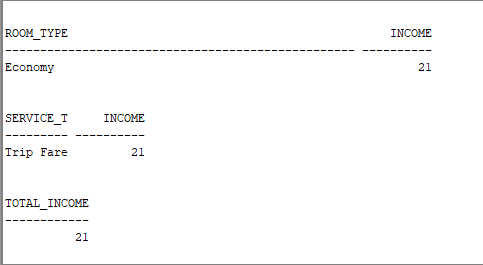 ROOM_TYPE INCOME
-------------------------------------------------- ----------
Economy 21
SERVICE_T INCOME
--------- ----------
Trip Fare 21
TOTAL_INCOME
------------
21